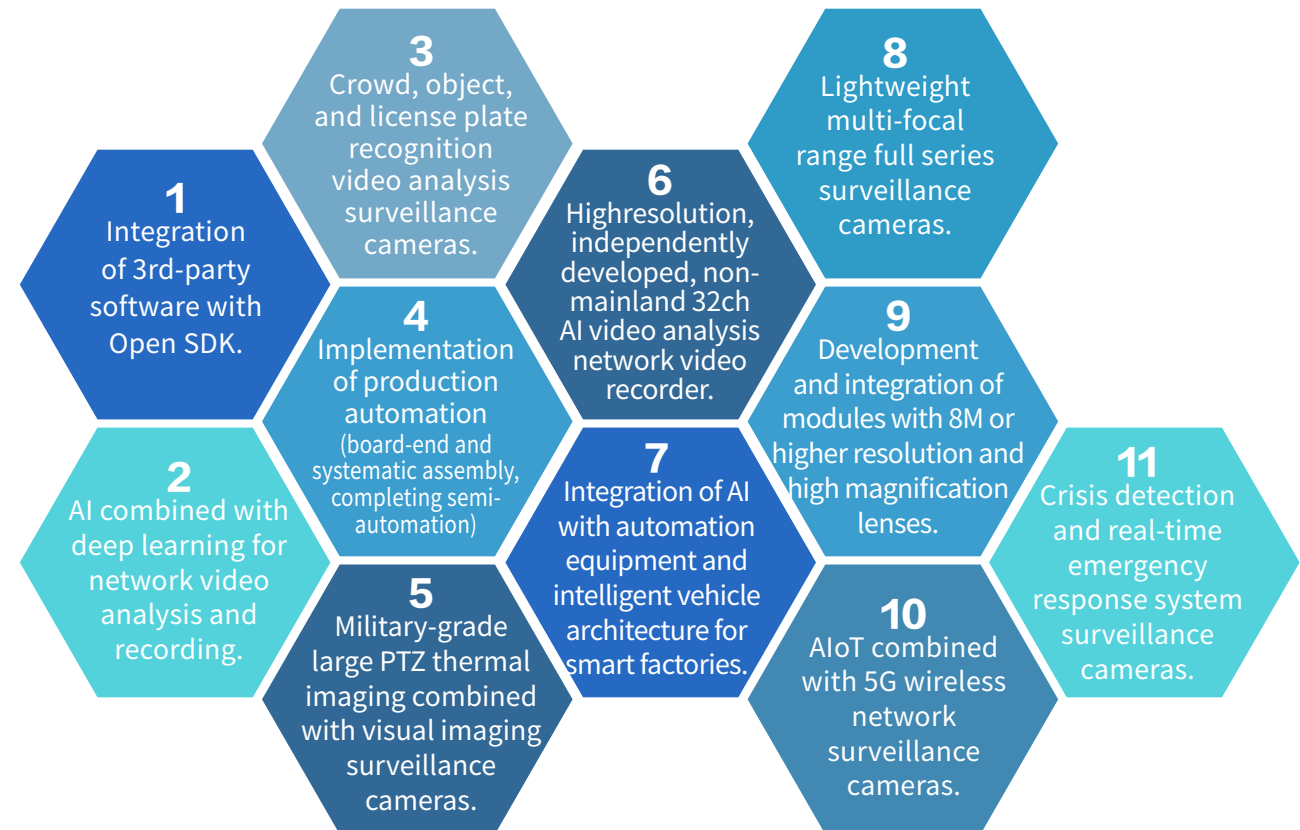 1
Integration
of 3rd-party
software with
Open SDK.
2
AI combined with
deep learning for
network video
analysis and
recording.
3
Crowd, object,
and license plate
recognition
video analysis
surveillance
cameras.
4
Implementation
of production
automation
(board-end and
systematic assembly,
completing semi-
automation)
5
Military-grade
large PTZ thermal
imaging combined
with visual imaging
surveillance
cameras.
6
Highresolution,
independently
developed, non-
mainland 32ch
AI video analysis
network video
recorder.
7
Integration of AI
with automation
equipment and
intelligent vehicle
architecture for
smart factories.
8
Lightweight
multi-focal
range full series
surveillance
cameras.
9
Development
and integration of
modules with 8M or
higher resolution and
high magnification
lenses.
10
AIoT combined
with 5G wireless
network
surveillance
cameras.
11
Crisis detection
and real-time
emergency
response system
surveillance
cameras.